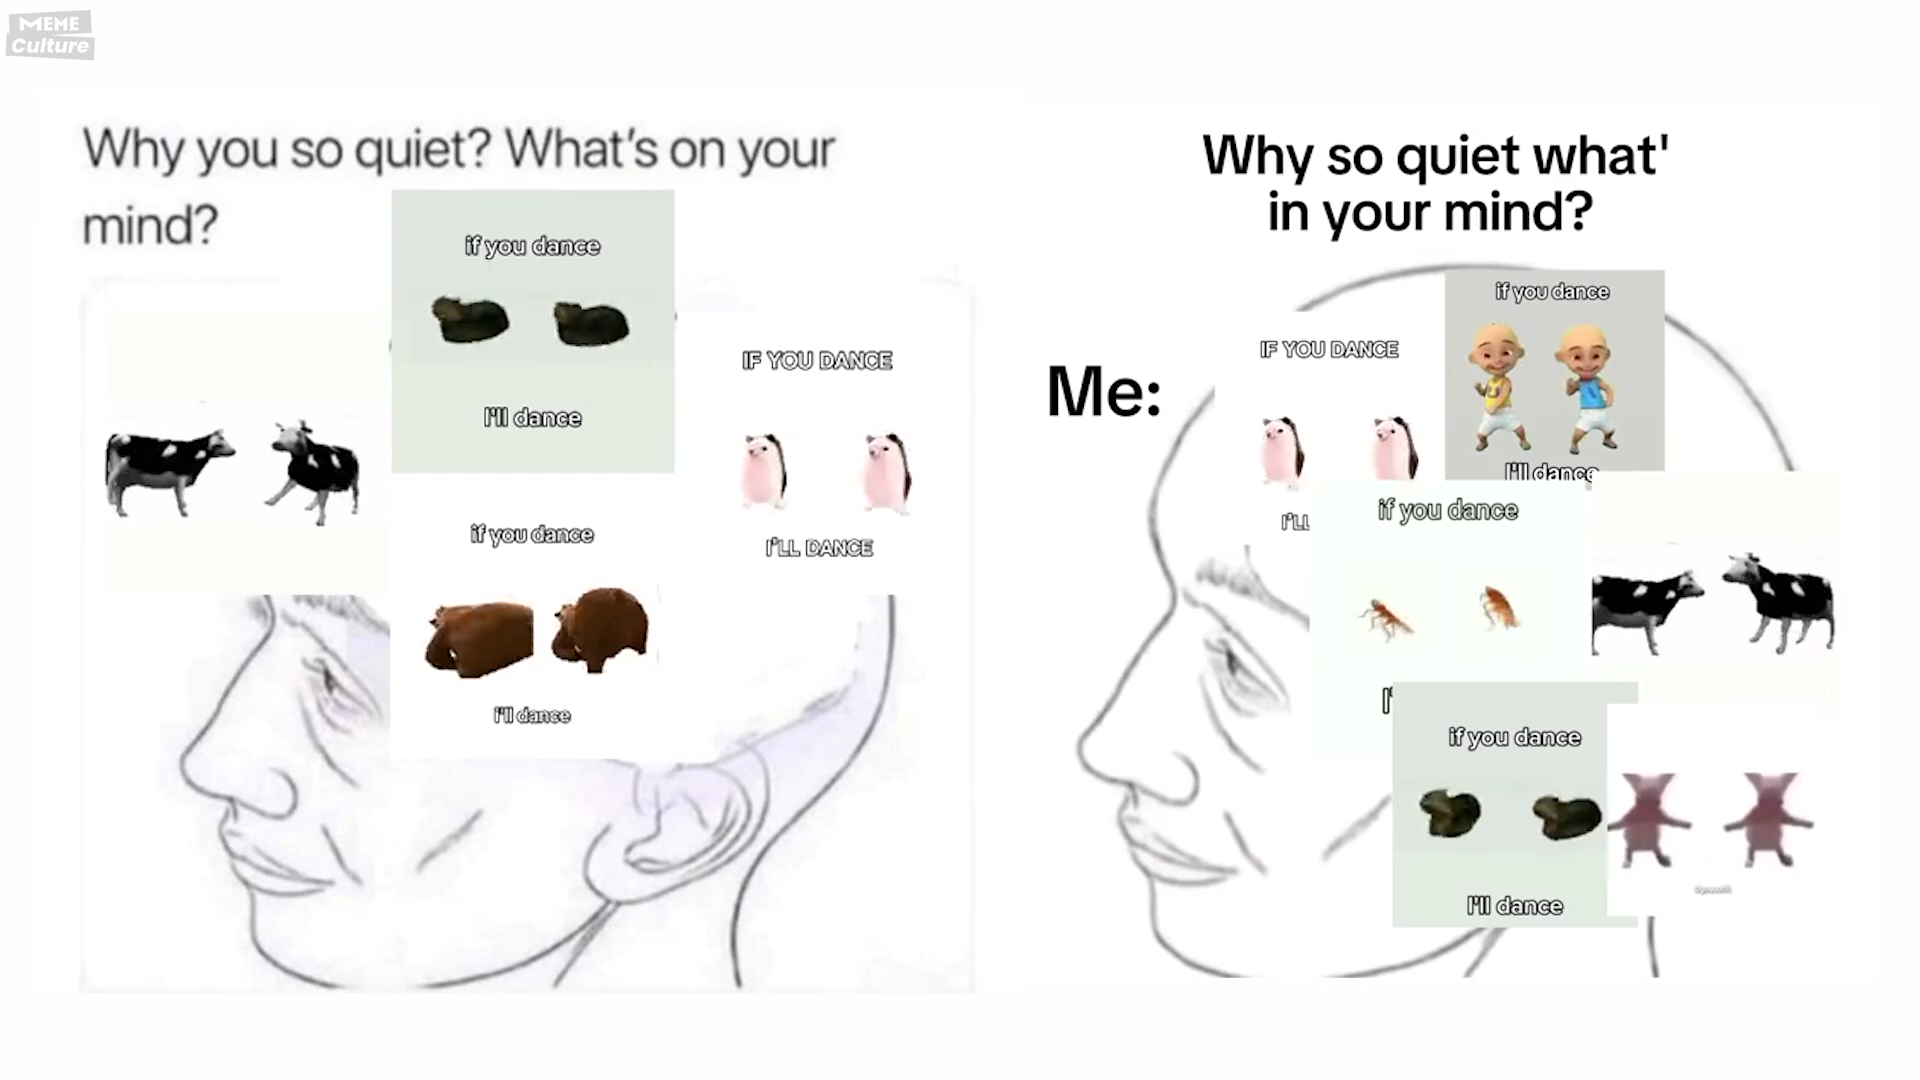 MEME
Culture
Why you so quiet? What's on your
mind?
if you dance
I'll dance
IF YOU DANCE
I'LL DANCE
if you dance
I'll dance
Why so quiet what'
in your mind?
Me:
if you dance
I'll dance
IF YOU DANCE
I'LL
if you dance
I'
if you dance
I'll dance